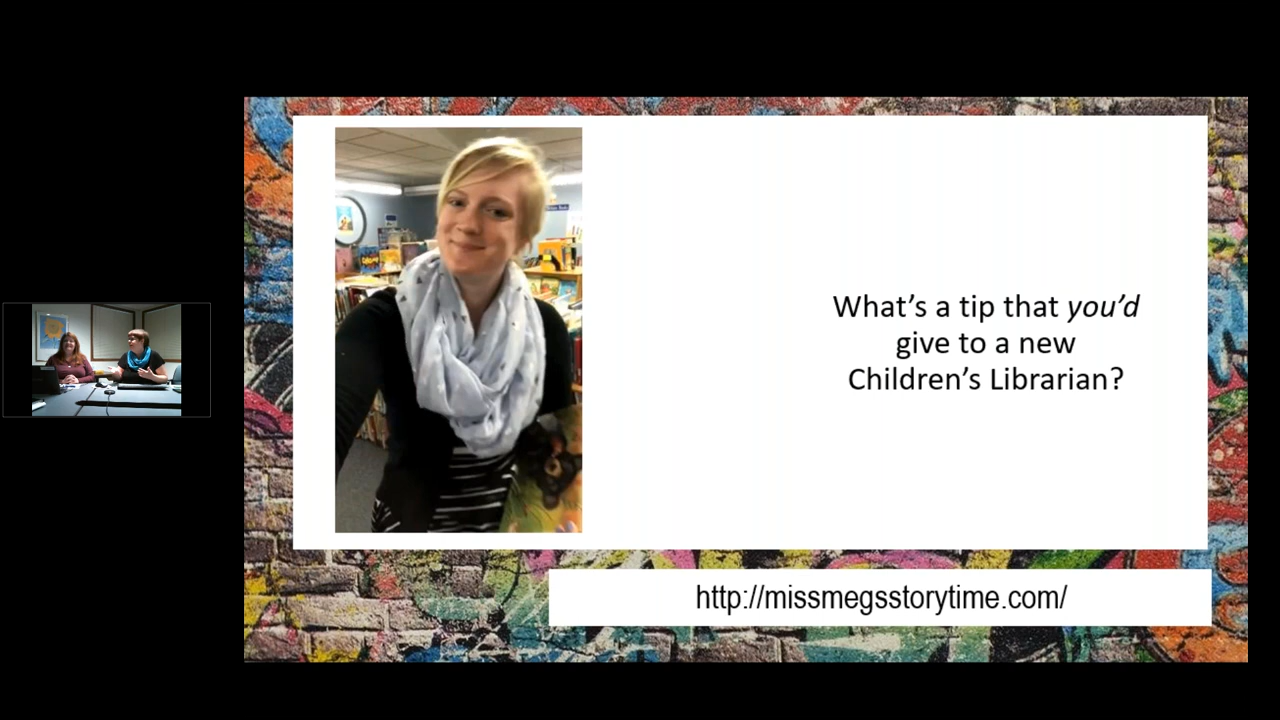 What's a tip that you'd
give to a new
Children's Librarian?
http://missmegsstorytime.com/